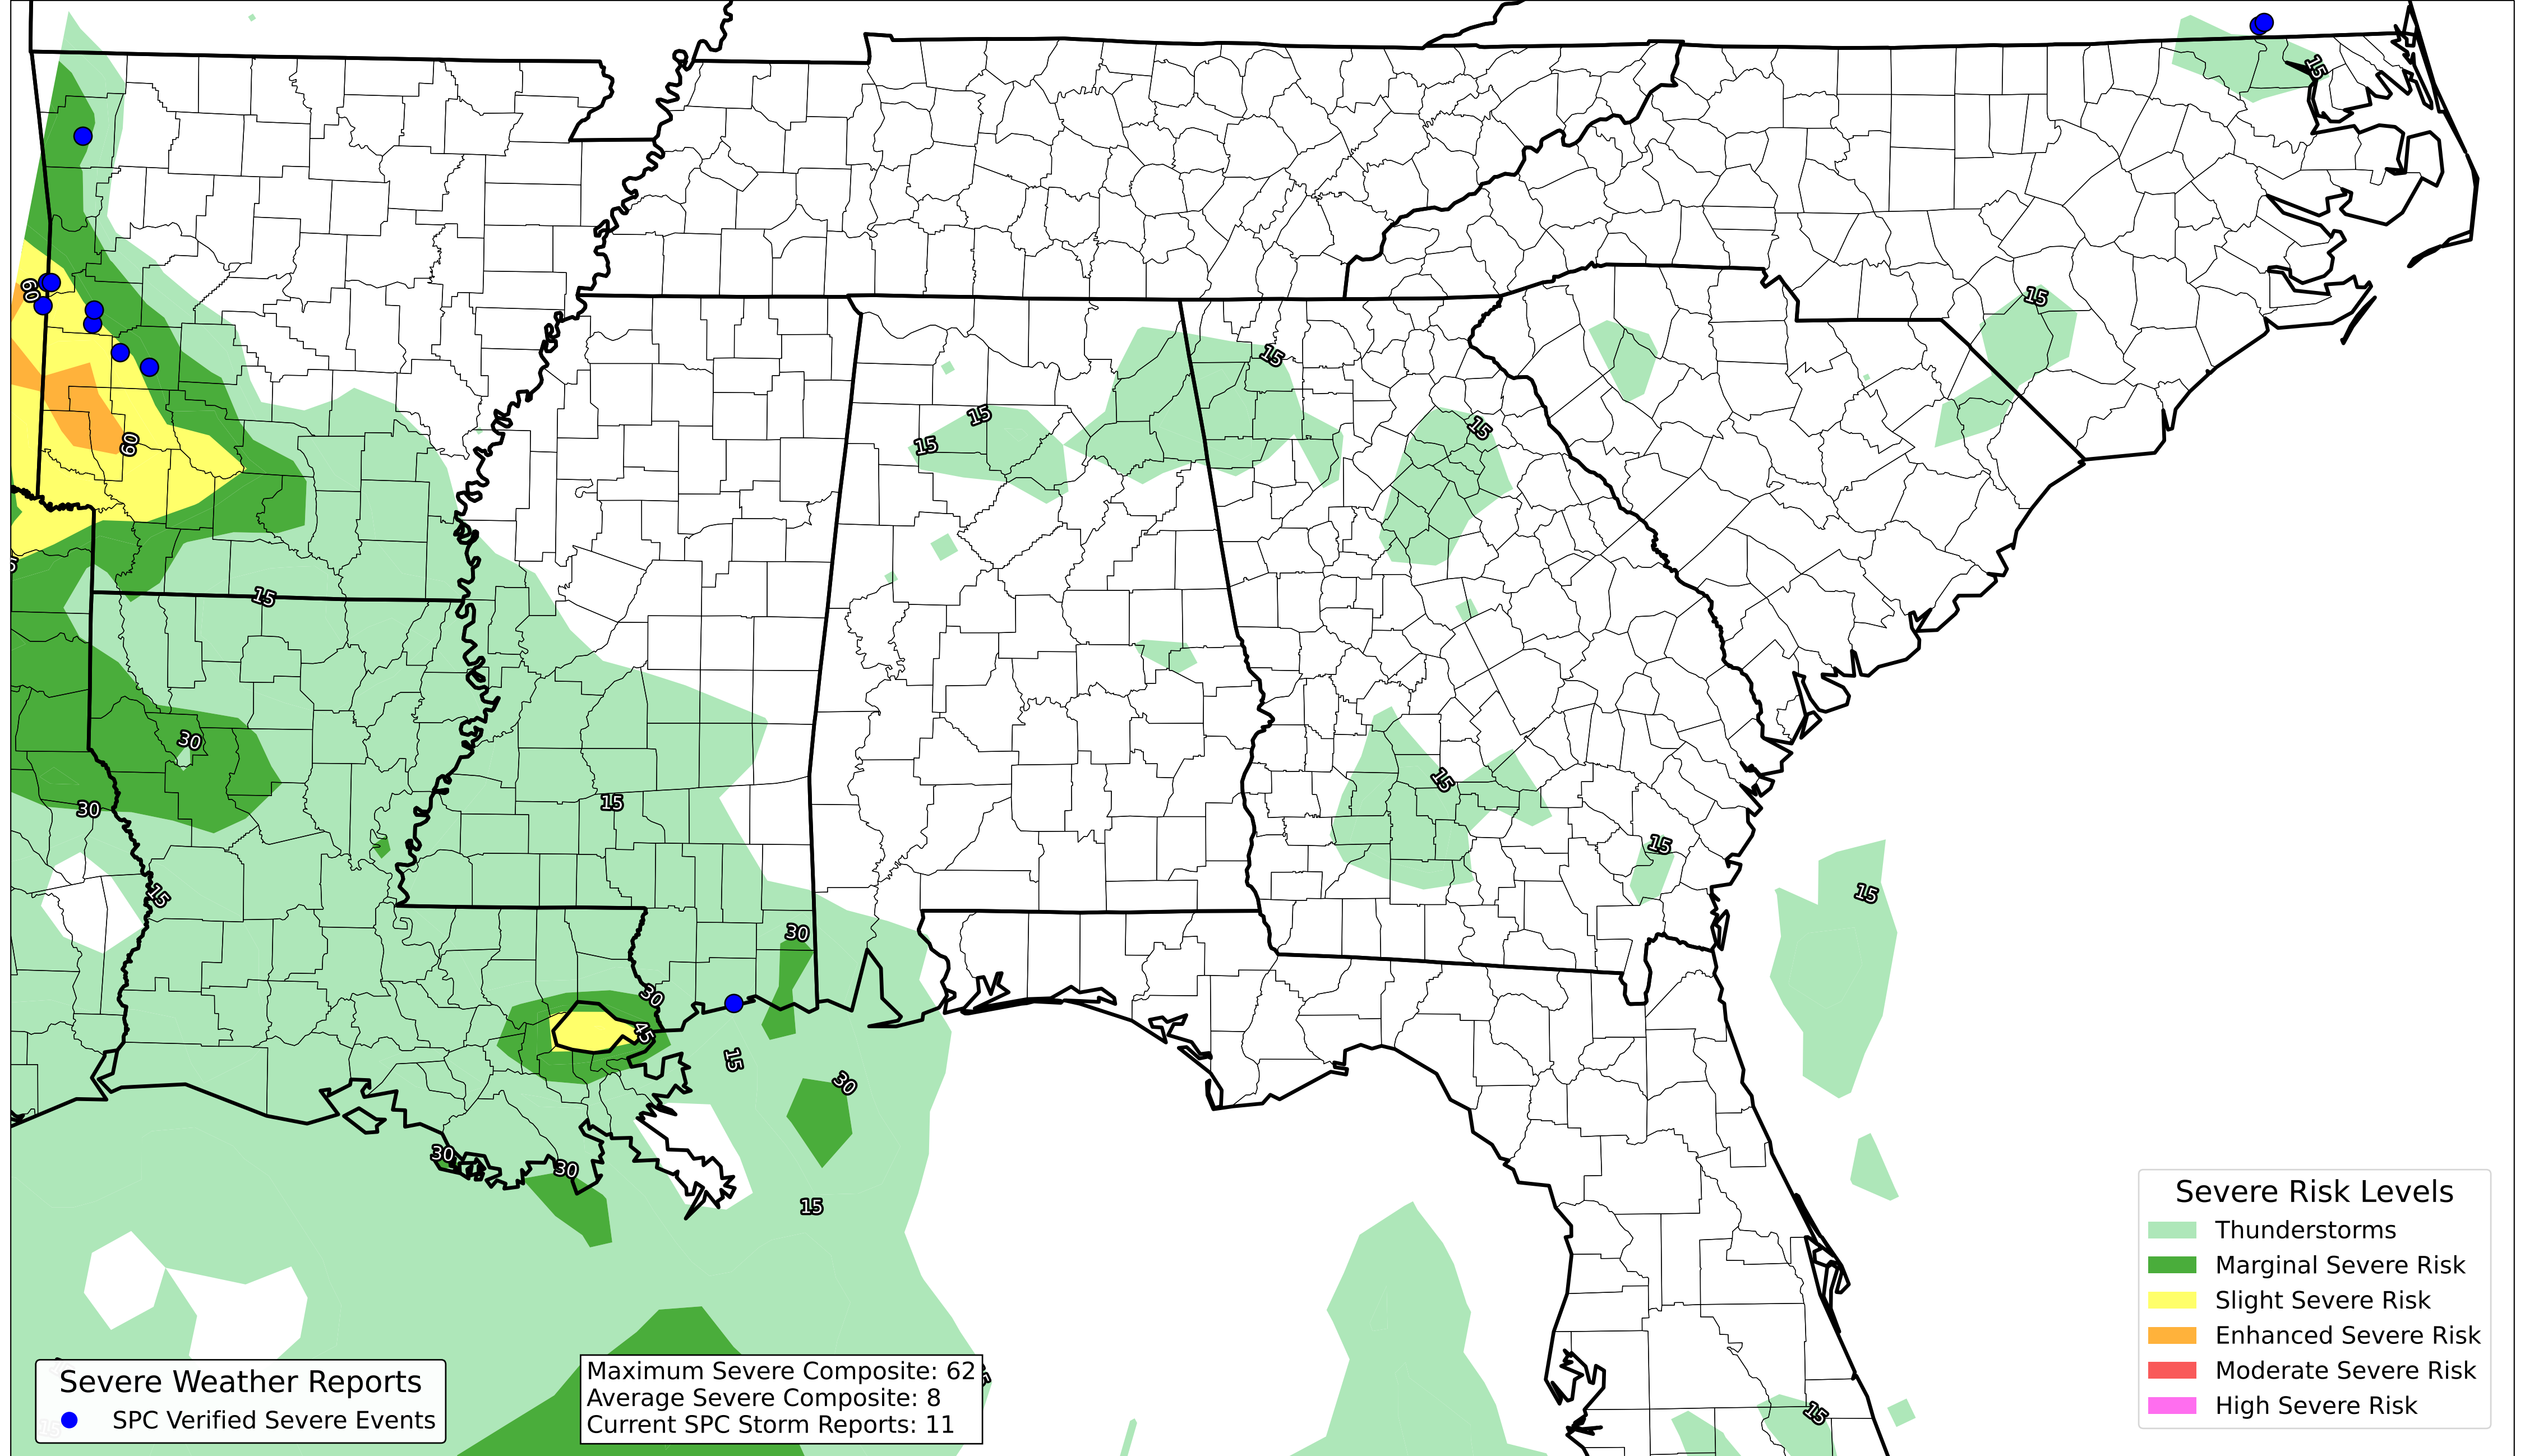 15
60
15
15
15
15
15
60
15
30
15
15
30
15
15
15
30
30
45
15
30
30
30
15
15
15
Severe Weather Reports
SPC Verified Severe Events
Maximum Severe Composite: 62
Average Severe Composite: 8
Current SPC Storm Reports: 11
Severe Risk Levels
Thunderstorms
Marginal Severe Risk
Slight Severe Risk
Enhanced Severe Risk
Moderate Severe Risk
High Severe Risk